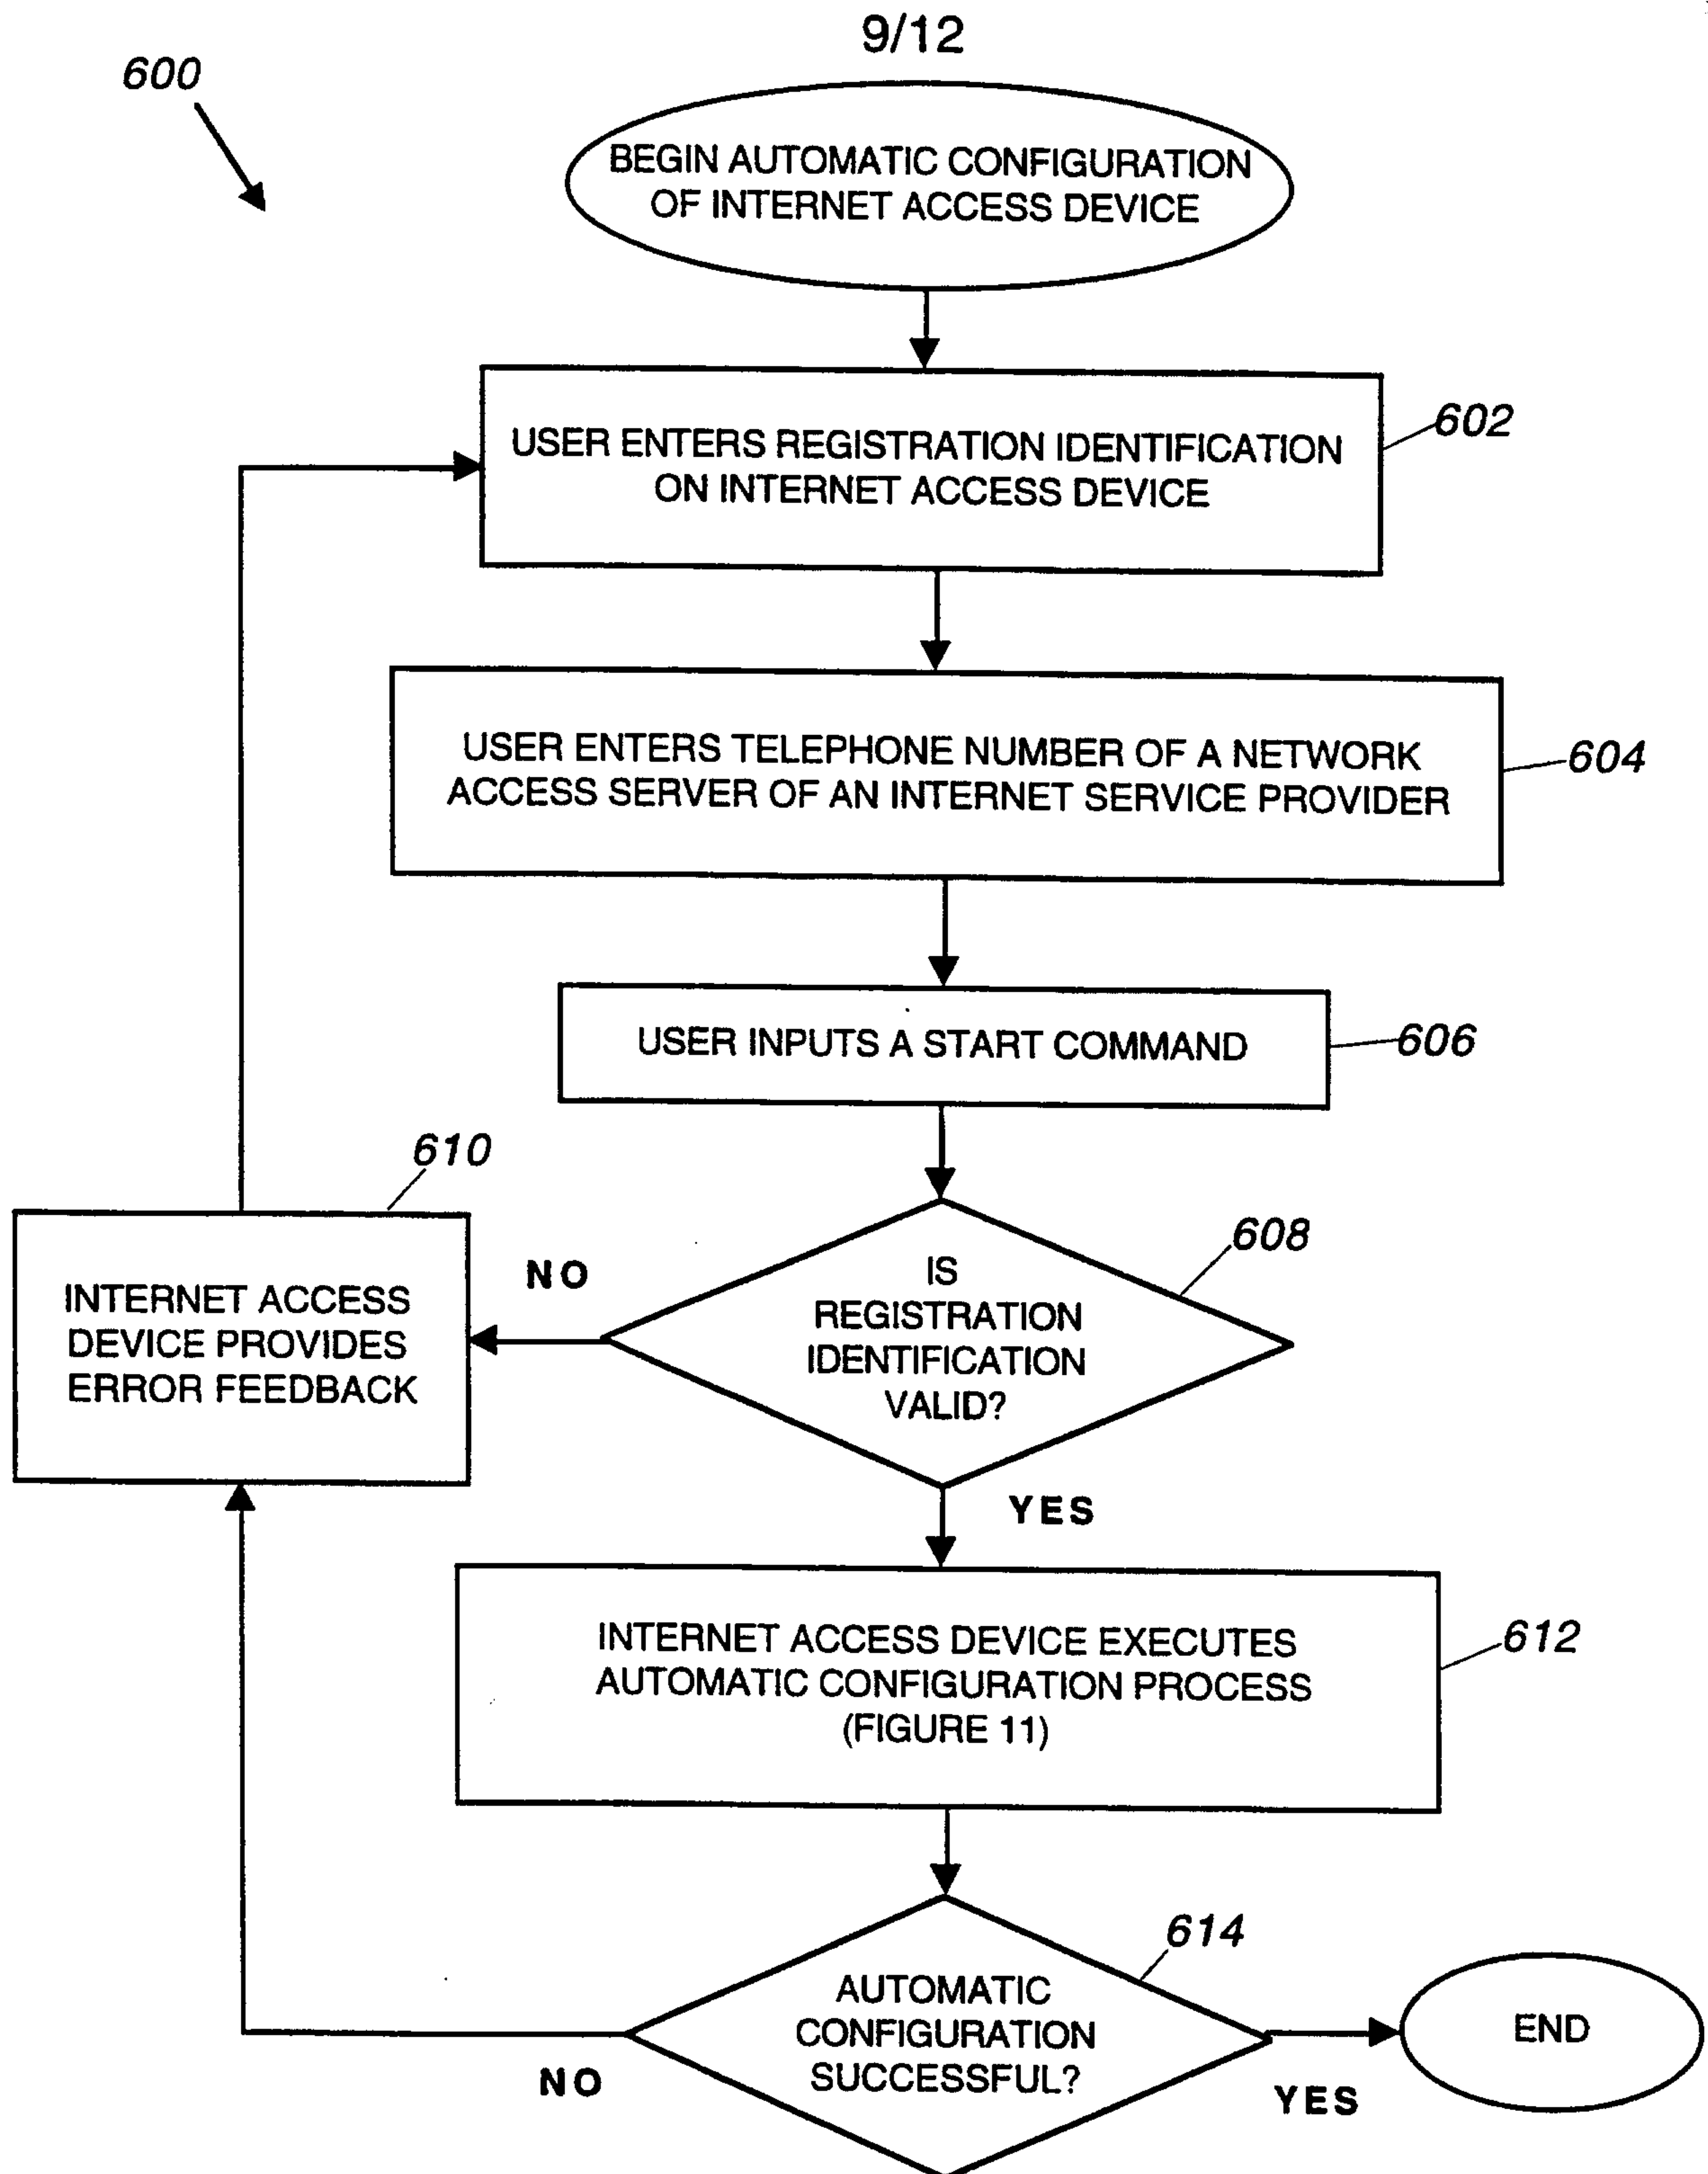 9/12
600
BEGIN AUTOMATIC CONFIGURATION
OF INTERNET ACCESS DEVICE
602
USER ENTERS REGISTRATION IDENTIFICATION
ON INTERNET ACCESS DEVICE
604
USER ENTERS TELEPHONE NUMBER OF A NETWORK
ACCESS SERVER OF AN INTERNET SERVICE PROVIDER
606
USER INPUTS A START COMMAND
610
608
NO
IS
REGISTRATION
IDENTIFICATION
VALID?
INTERNET ACCESS
DEVICE PROVIDES
ERROR FEEDBACK
YES
612
INTERNET ACCESS DEVICE EXECUTES
AUTOMATIC CONFIGURATION PROCESS
(FIGURE 11)
614
AUTOMATIC
CONFIGURATION
SUCCESSFUL?
END
NO
YES